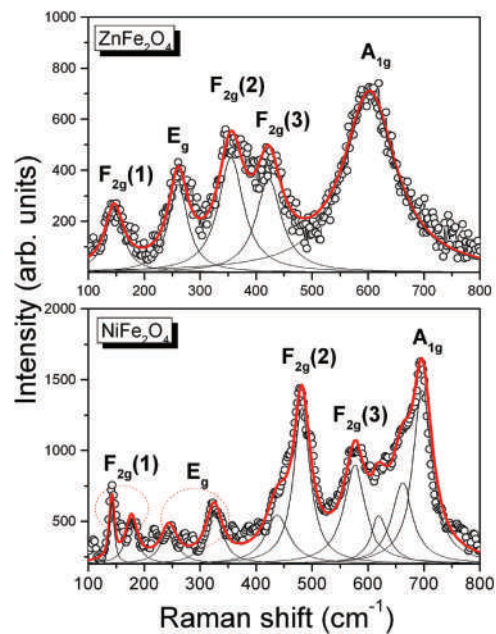 1000
ZnFe₂O₄
A₁g
800
F₂g(2)
F₂g(3)
600
E_g
F₂g(1)
400
200
100 200 300 400 500 600 700 800
2000
NiFe₂O₄
A₁g
F₂g(2)
1500
F₂g(3)
1000
F₂g(1)
E_g
500
100 200 300 400 500 600 700 800
Intensity (arb. units)
Raman shift (cm⁻¹)